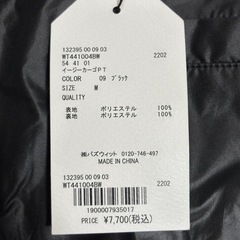 132395 00 09 03
WT441004BW 2202
54 41 01
イージーカーゴPT
COLOR 09 ブラック
SIZE M
QUALITY
表地 ポリエステル 100%
裏地 ポリエステル 100%
㈱バズウィット 0120-746-497
MADE IN CHINA
132395 00 09 03
WT441004BW 2202
1900007935017
PRICE ¥7,700(税込)